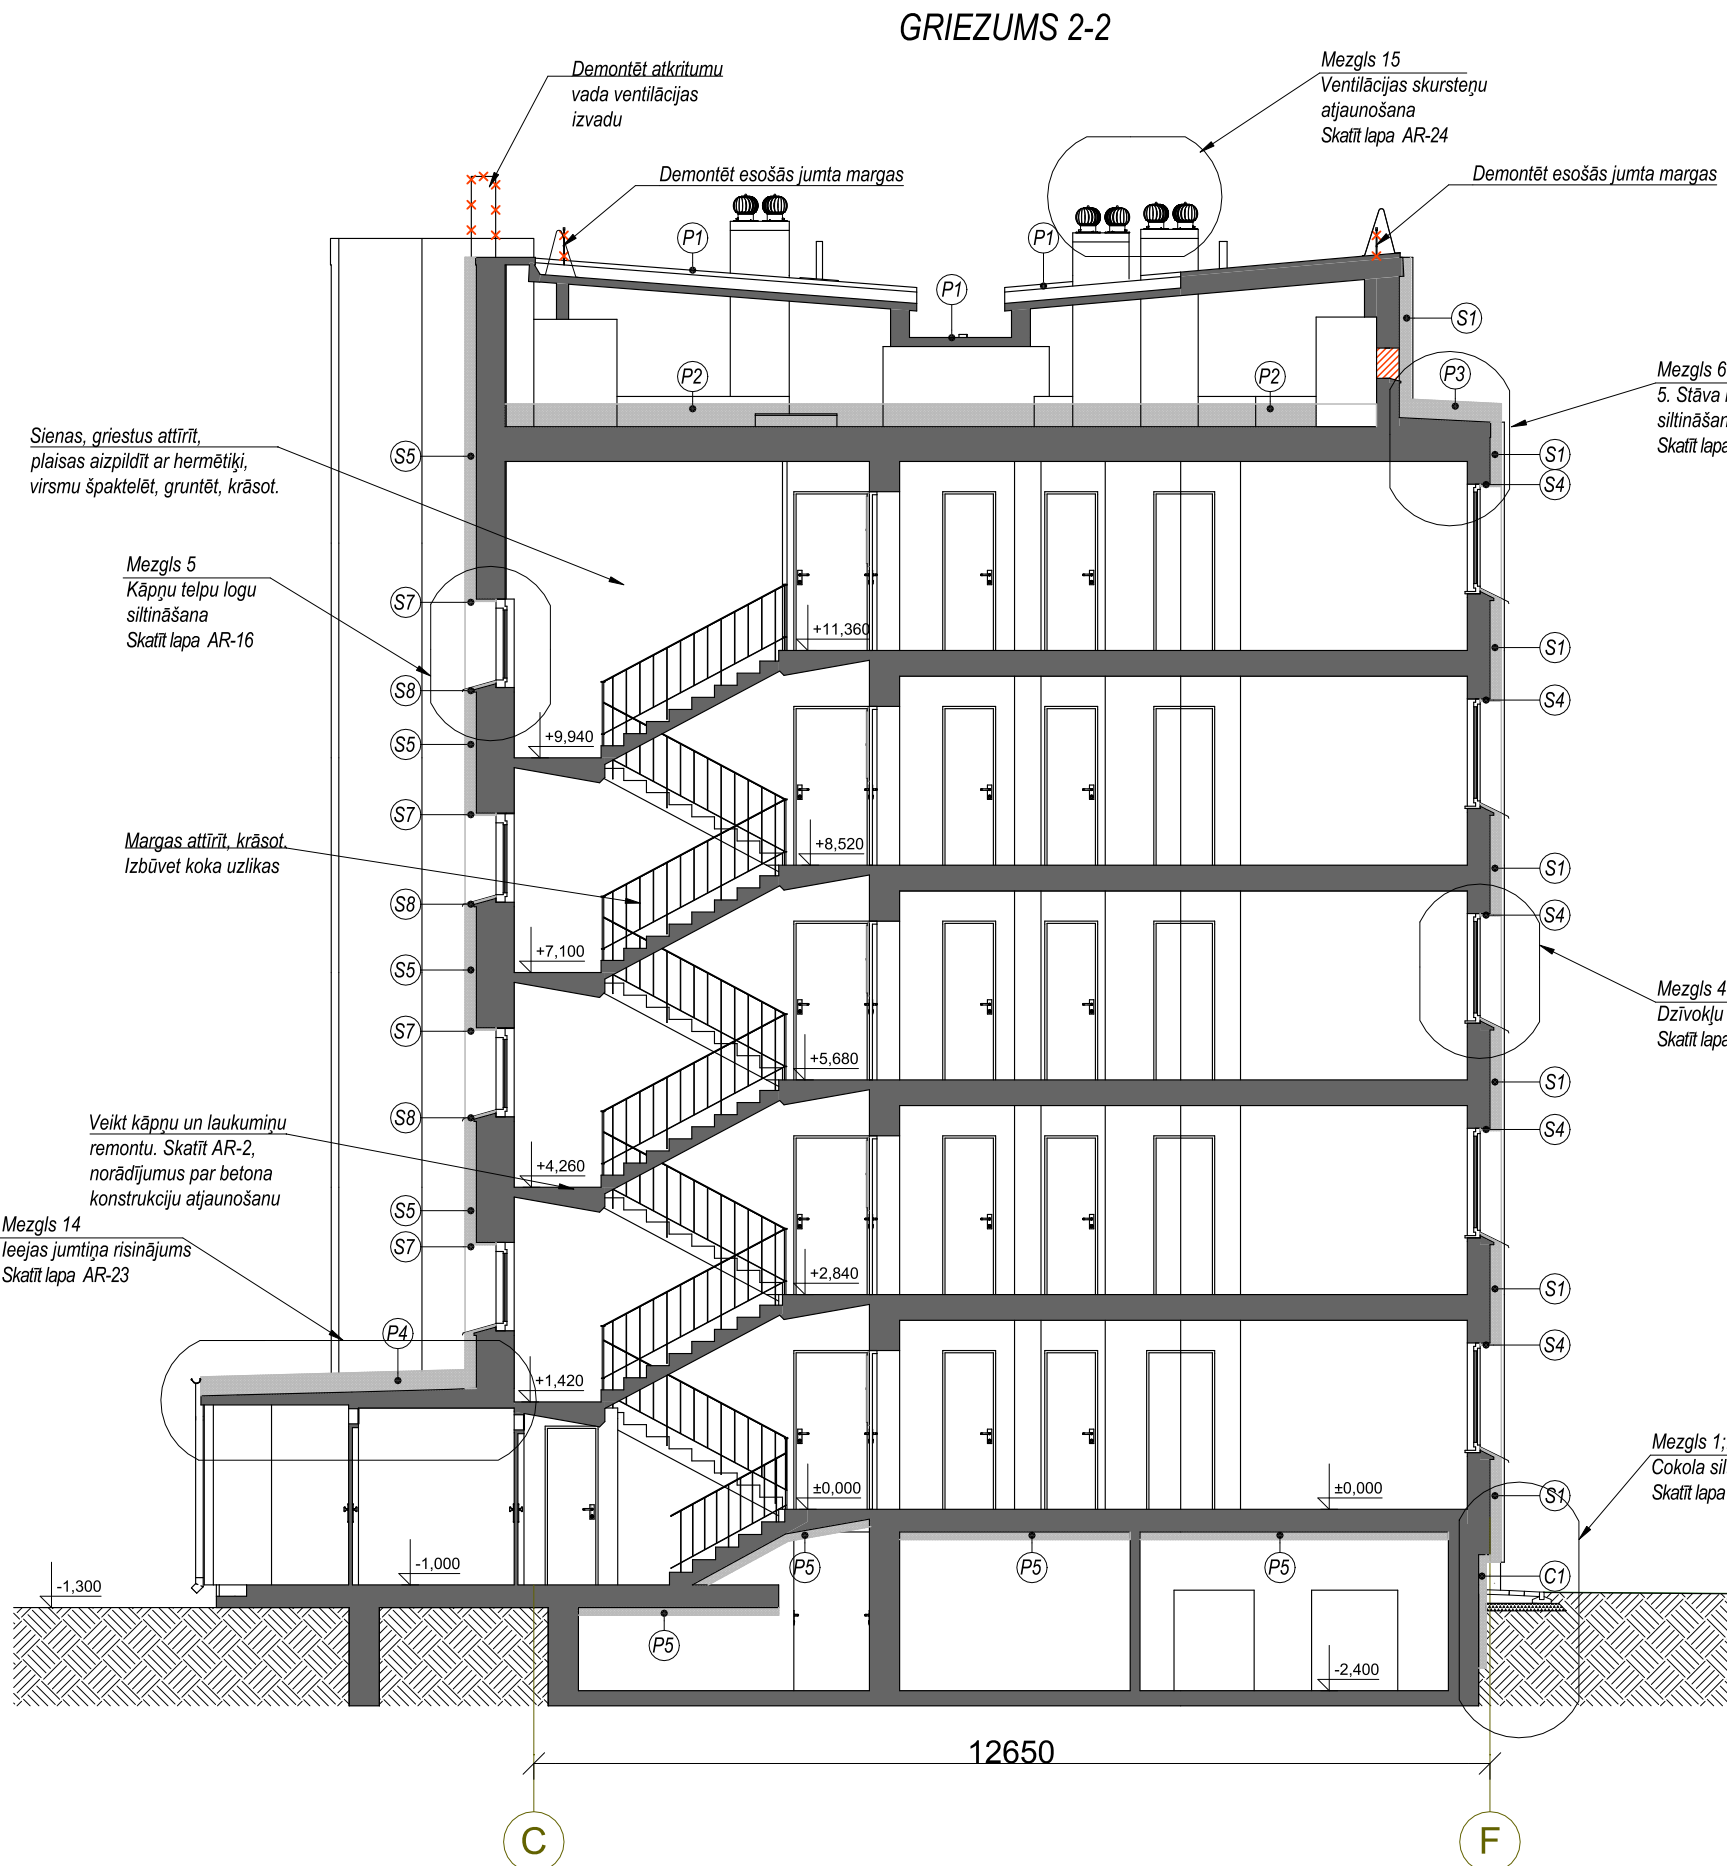 GRIEZUMS 2-2
Demontēt atkritumu
vada ventilācijas
izvadu
Mezgls 15
Ventilācijas skursteņu
atjaunošana
Skatīt lapa AR-24
Demontēt esošās jumta margas
Demontēt esošās jumta margas
P1
P1
P1
S1
P2
P2
P3
Mezgls 6
5. Stāva
siltināšan
Skatīt lapa
Sienas, griestus attīrīt,
plaisas aizpildīt ar hermētiķi,
virsmu špaktelēt, gruntēt, krāsot.
S5
S1
S4
Mezgls 5
Kāpņu telpu logu
siltināšana
Skatīt lapa AR-16
S7
+11,360
S1
S8
S4
+9,940
S5
S7
Margas attīrīt, krāsot.
Izbūvet koka uzlikas
+8,520
S1
S8
S4
+7,100
S5
Mezgls 4
Dzīvokļu
Skatīt lapa
S7
+5,680
S1
S8
S4
Veikt kāpņu un laukumiņu
remontu. Skatīt AR-2,
norādījumus par betona
konstrukciju atjaunošanu
+4,260
S5
Mezgls 14
Ieejas jumtiņa risinājums
Skatīt lapa AR-23
S7
+2,840
S1
P4
S4
+1,420
Mezgls 1;
Cokola sil
Skatīt lapa
±0,000
±0,000
S1
-1,000
P5
P5
P5
C1
-1,300
P5
-2,400
12650
C
F